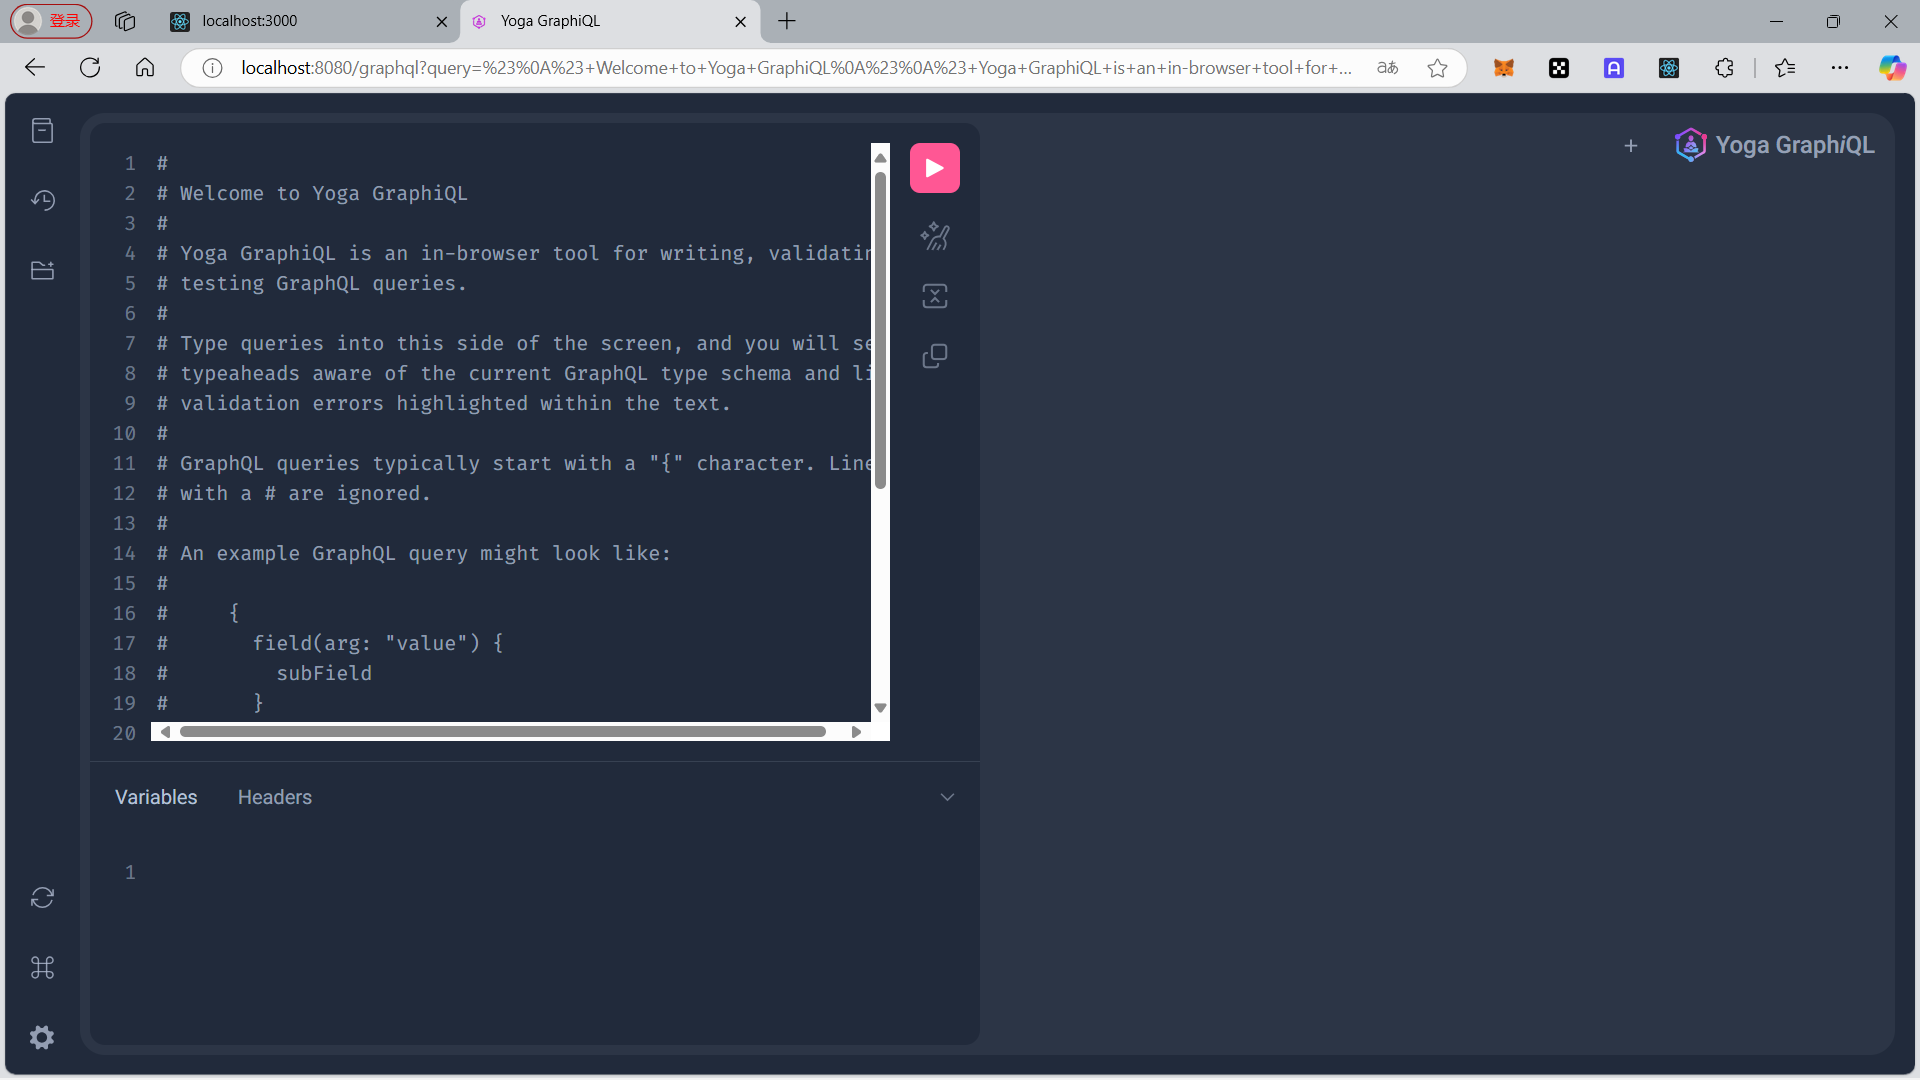 登录
localhost:3000
Yoga GraphiQL
localhost:8080/graphql?query=%23%0A%23+Welcome+to+Yoga+GraphiQL%0A%23%0A%23+Yoga+GraphiQL+is+an+in-browser+tool+for+...
aあ
Yoga GraphiQL
1 #
2 # Welcome to Yoga GraphiQL
3 #
4 # Yoga GraphiQL is an in-browser tool for writing, validatin
5 # testing GraphQL queries.
6 #
7 # Type queries into this side of the screen, and you will se
8 # typeaheads aware of the current GraphQL type schema and li
9 # validation errors highlighted within the text.
10 #
11 # GraphQL queries typically start with a "{" character. Line
12 # with a # are ignored.
13 #
14 # An example GraphQL query might look like:
15 #
16 #     {
17 #       field(arg: "value") {
18 #         subField
19 #       }
20
Variables Headers
1